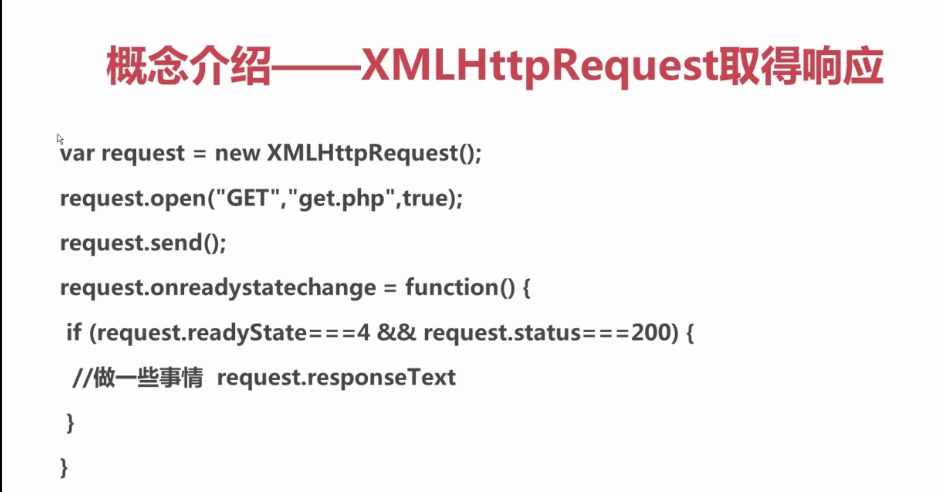 概念介绍——XMLHttpRequest取得响应
var request = new XMLHttpRequest();
request.open("GET","get.php",true);
request.send();
request.onreadystatechange = function() {
if (request.readyState===4 && request.status===200) {
//做一些事情 request.responseText
}
}